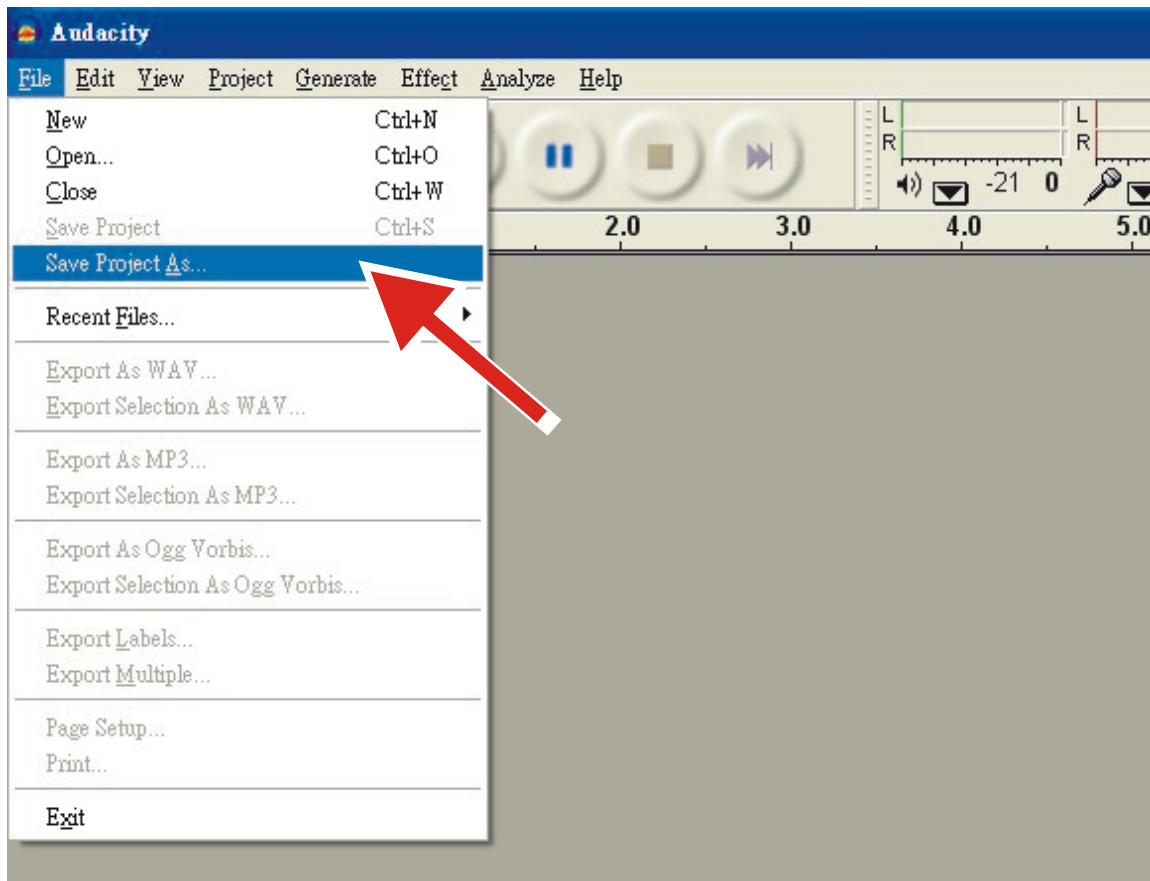 Audacity
File Edit View Project Generate Effect Analyze Help
New Ctrl+N
Open... Ctrl+O
Close Ctrl+W
Save Project Ctrl+S
Save Project As...
Recent Files...
Export As WAV...
Export Selection As WAV...
Export As MP3...
Export Selection As MP3...
Export As Ogg Vorbis...
Export Selection As Ogg Vorbis...
Export Labels...
Export Multiple...
Page Setup...
Print...
Exit
L L
R R
-21 0
2.0 3.0 4.0 5.0